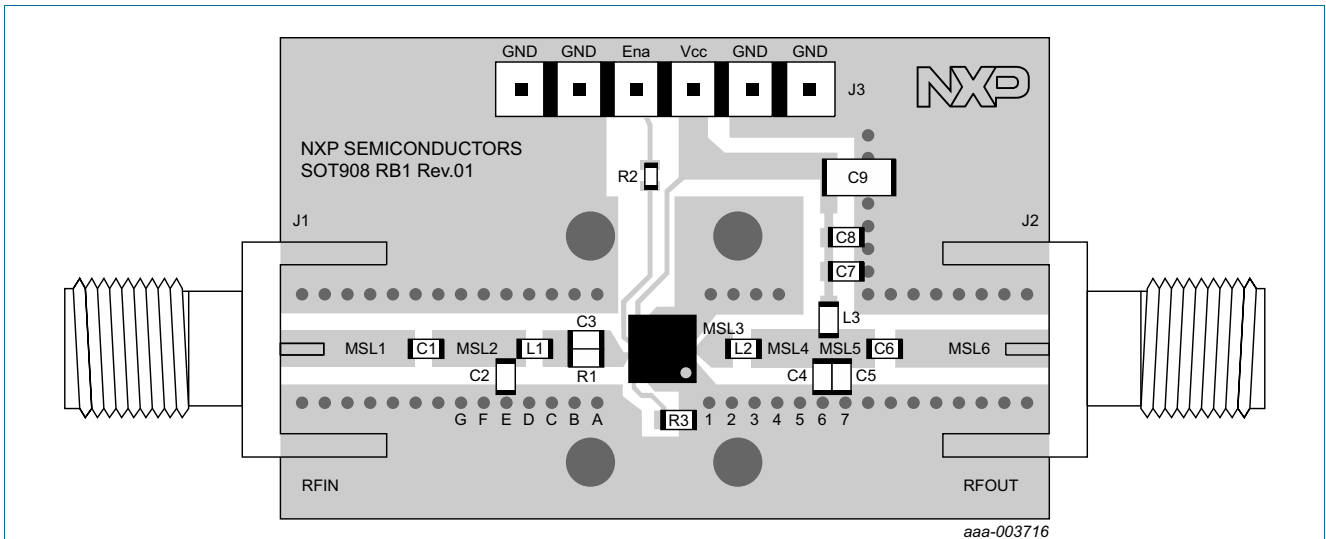 GND GND Ena Vcc GND GND
J3
NXP
NXP SEMICONDUCTORS
SOT908 RB1 Rev.01
R2
C9
J1
J2
C8
C7
C3
MSL3
L3
MSL1 C1 MSL2 L1 L2 MSL4 MSL5 C6 MSL6
C2 R1 C4 C5
G F E D C B A R3 1 2 3 4 5 6 7
RFIN
RFOUT
aaa-003716